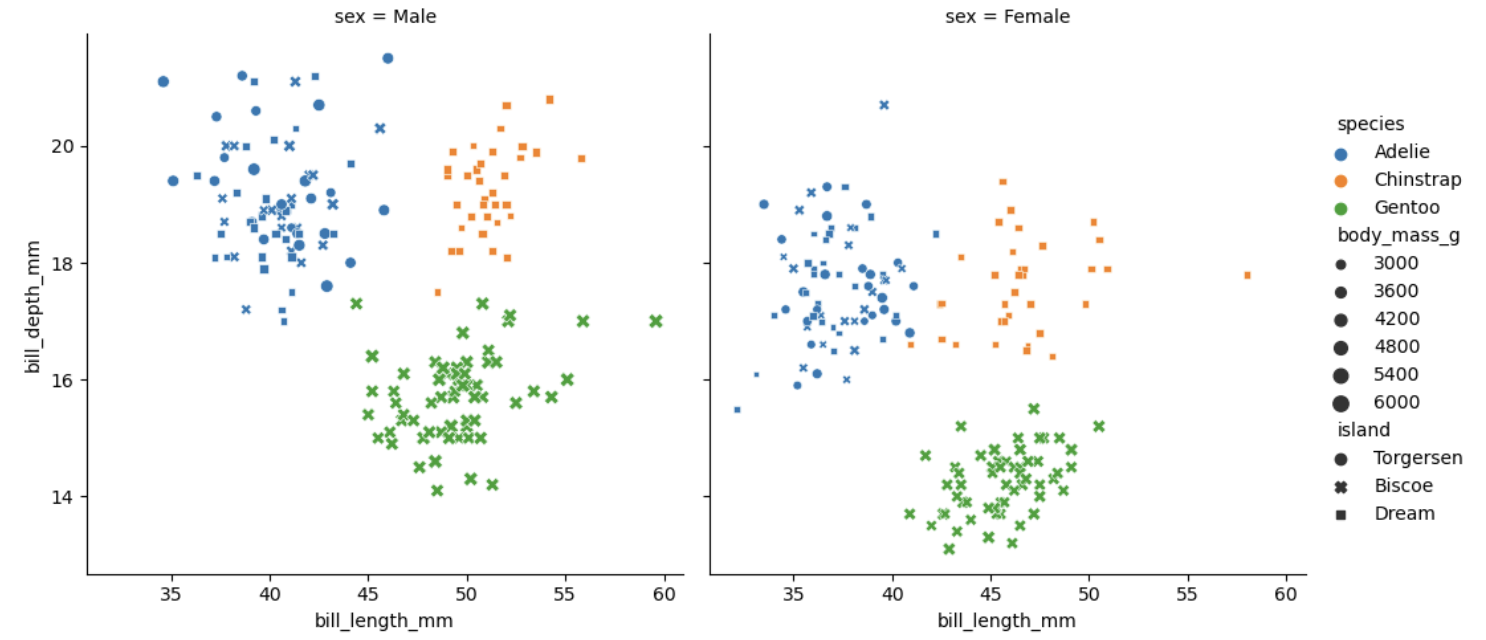 sex = Male
sex = Female
bill_depth_mm
20
18
16
14
35 40 45 50 55 60
bill_length_mm
35 40 45 50 55 60
bill_length_mm
species
Adelie
Chinstrap
Gentoo
body_mass_g
3000
3600
4200
4800
5400
6000
island
Torgersen
Biscoe
Dream